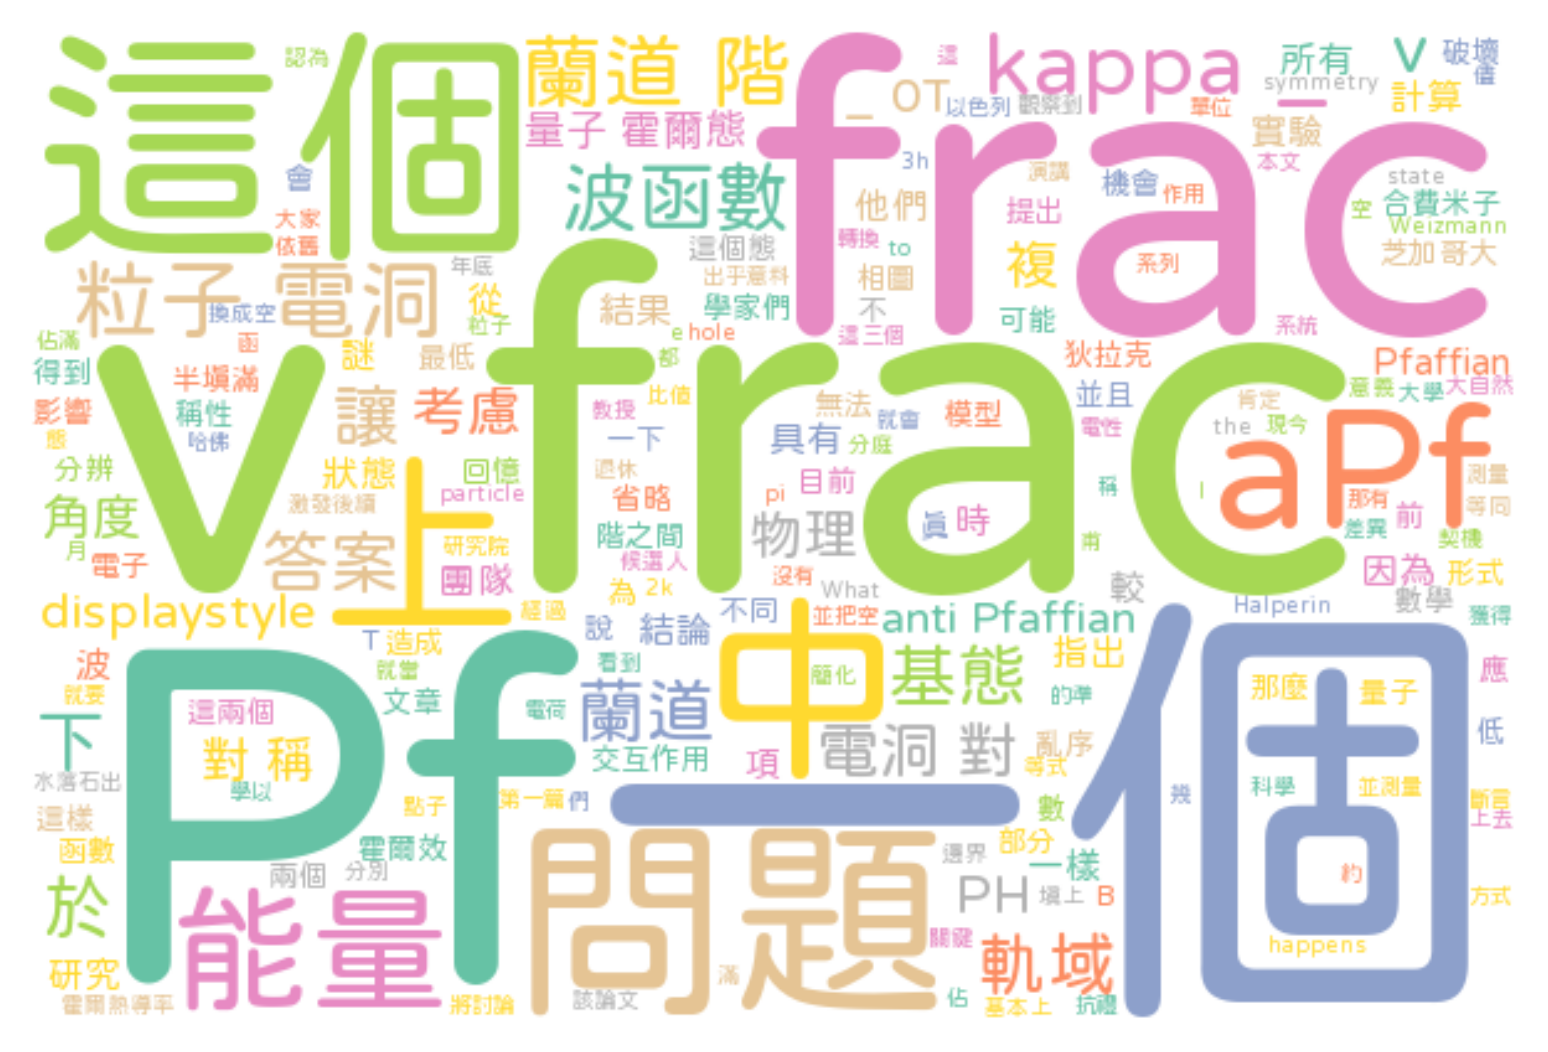 這個
認為
蘭道 階
frac
這
kappa
所有
v
破壞
值
symmetry
計算
_
_
OT
以色列
觀察到
單位
量子 霍爾態
實驗
本文
state
3h
演講
機會
作用
會
波函數
他們
提出
空
合費米子
Weizmann
大家
依舊
這個態
轉換
to
複
系列
芝加哥大
粒子 電洞
年底
從
粒子
出乎意料
相圖
換成空
結果
學家們
不
可能
系統
佔滿
函
謎
最低
e
hole
這三個
都
狄拉克
Pfaffian
得到
半填滿
v
frac
比值
並且
意義
大學
大自然
影響
稱性
讓
考慮
教授
無法
就會
模型
電性
肯定
the
現今
aPf
態
哈佛
一下
具有
分庭
分辨
狀態
回憶
退休
目前
稱
測量
激發後續
particle
省略
pi
那有
前
等同
角度
上
階之間
物理
真
時
差異
契機
月
電子
答案
研究院
候選人
甫
團隊
沒有
因為
形式
為
2k
What
較
數學
displaystyle
經過
不同
並把空
anti Pfaffian
Halperin
獲得
T
造成
說
結論
中
指出
個
波
就當
看到
簡化
基態
應
就要
Pf
文章
電荷
蘭道
的準
那麼
量子
下
這兩個
低
對 稱
交互作用
項
電洞 對
亂序
等式
水落石出
學以
科學
並測量
這樣
點子
第一篇
們
一
數
幾
斷言
上去
函數
霍爾效
問題
部分
邊界
一樣
兩個
分別
約
於
能量
PH
填上
B
方式
關鍵
軌域
happens
研究
滿
霍爾熱導率
將討論
該論文
佔
基本上
抗禮